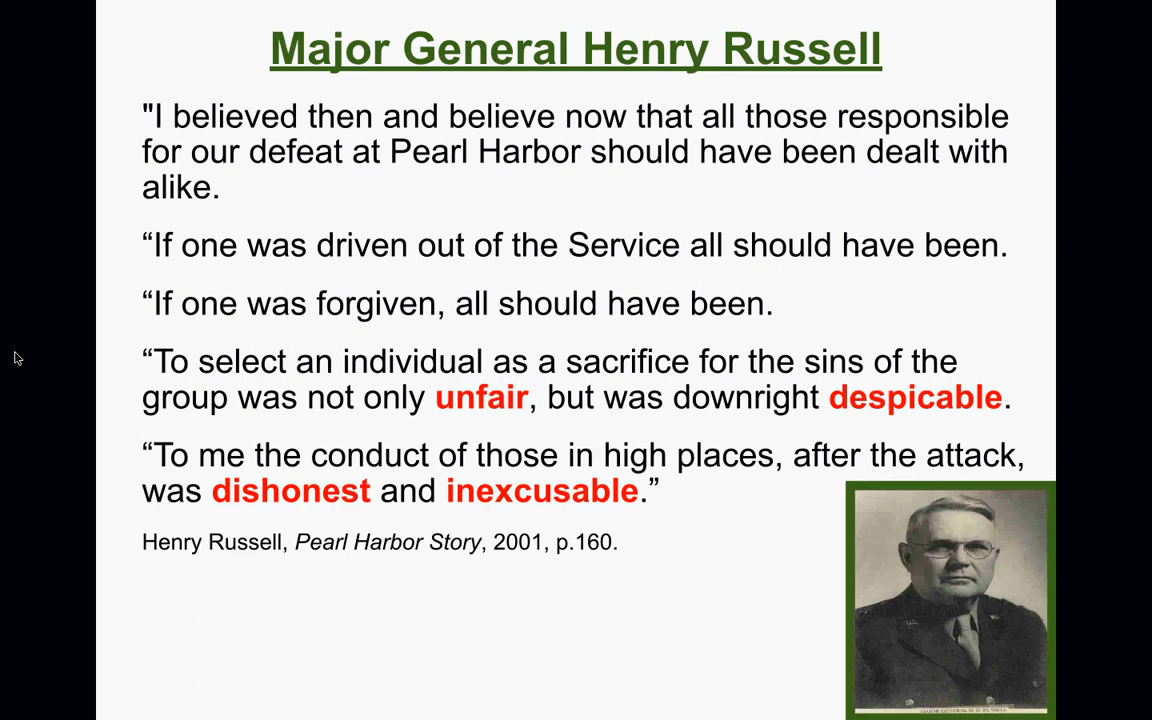 Major General Henry Russell
"I believed then and believe now that all those responsible
for our defeat at Pearl Harbor should have been dealt with
alike.
“If one was driven out of the Service all should have been.
“If one was forgiven, all should have been.
“To select an individual as a sacrifice for the sins of the
group was not only unfair, but was downright despicable.
“To me the conduct of those in high places, after the attack,
was dishonest and inexcusable.”
Henry Russell, Pearl Harbor Story, 2001, p.160.
MAJOR GENERAL H. D. RUSSELL